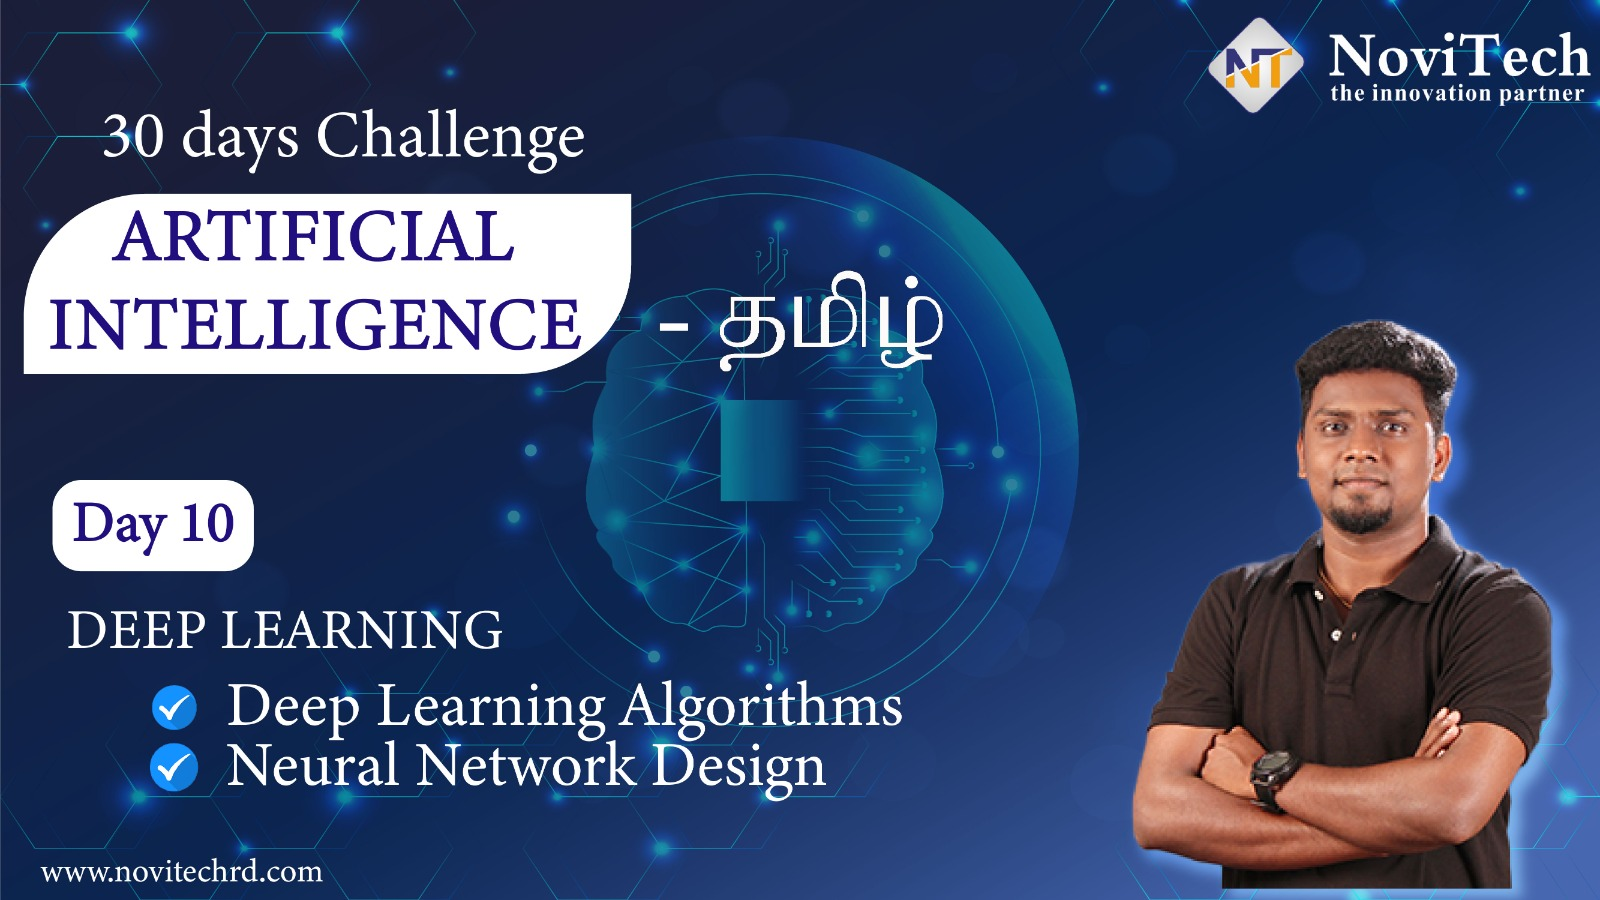 NT NoviTech
the innovation partner
30 days Challenge
ARTIFICIAL
INTELLIGENCE - தமிழ்
Day 10
DEEP LEARNING
Deep Learning Algorithms
Neural Network Design
www.novitechrd.com